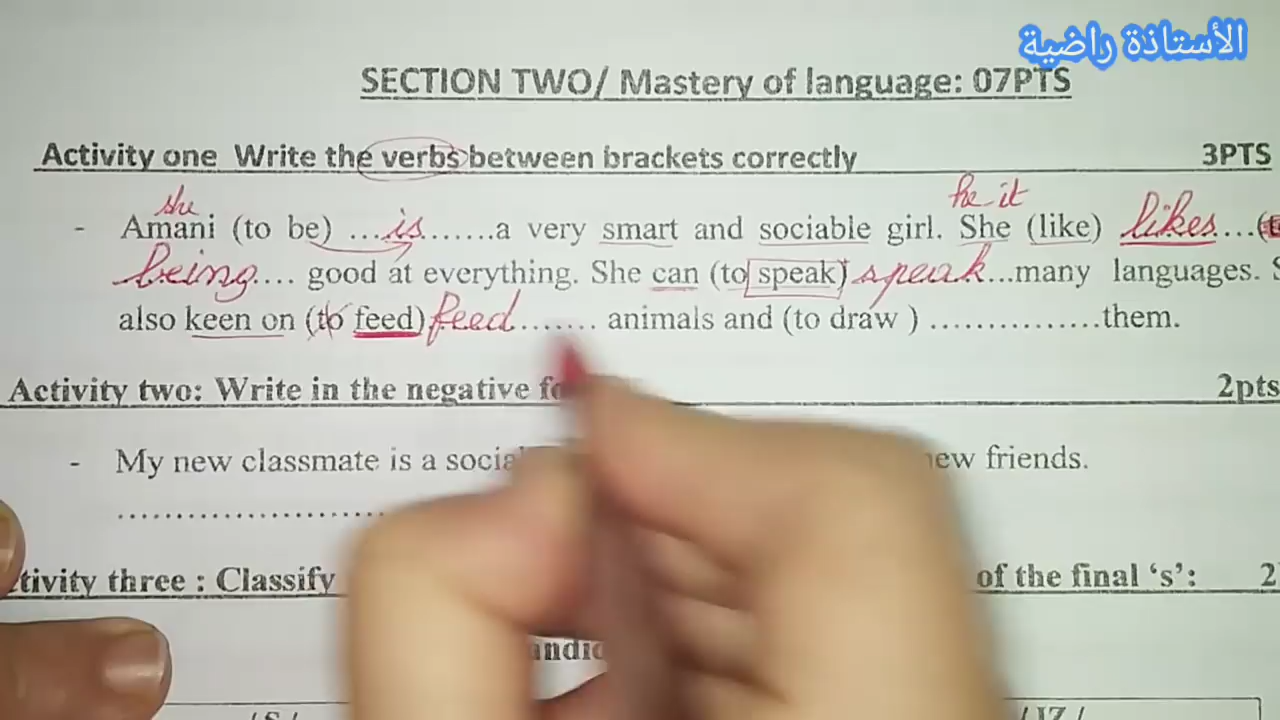 الأستاذة راضية
SECTION TWO/ Mastery of language: 07PTS
Activity one Write the verbs between brackets correctly 3PTS
she he it
- Amani (to be) ...is.......a very smart and sociable girl. She (like) likes....(
being.... good at everything. She can (to speak) speak...many languages.
also keen on (to feed) feed........ animals and (to draw ) ...............them.
Activity two: Write in the negative 2pts
- My new classmate is a new friends.
.......................
tivity three : Classify of the final ‘s’: 2
/ S / / IZ /